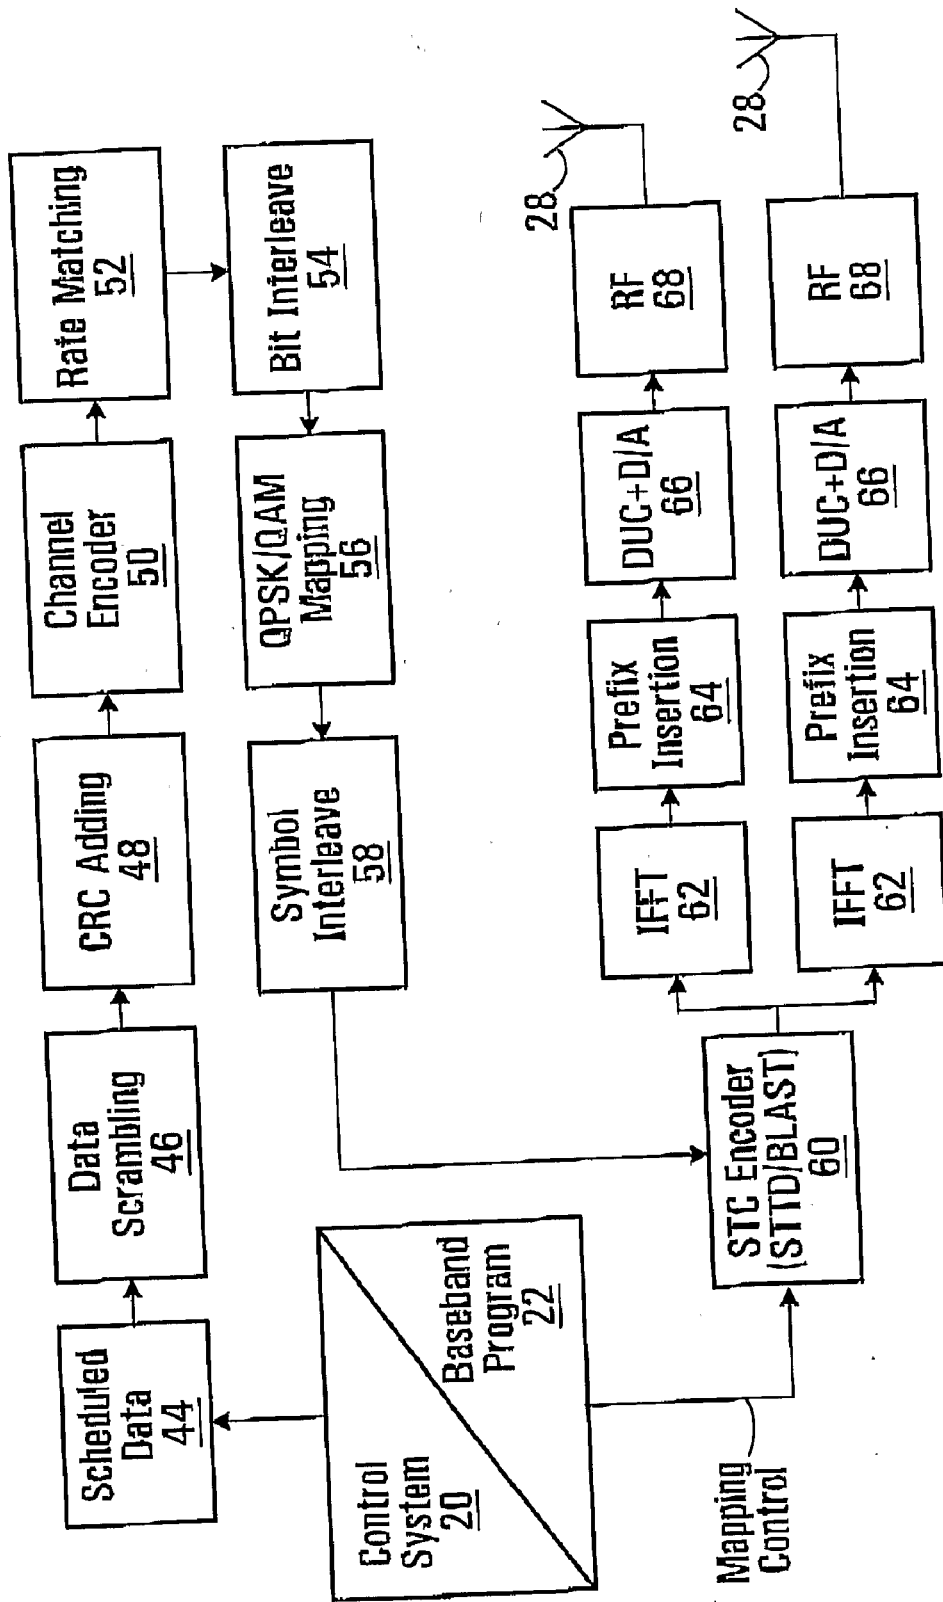 Scheduled
Data
44
Data
Scrambling
46
CRC Adding
48
Channel
Encoder
50
Rate Matching
52
Bit Interleave
54
QPSK/QAM
Mapping
56
Symbol
Interleave
58
Control
System
20
Baseband
Program
22
Mapping
Control
STC Encoder
(STTD/BLAST)
60
IFFT
62
Prefix
Insertion
64
DUC+D/A
66
RF
68
28
IFFT
62
Prefix
Insertion
64
DUC+D/A
66
RF
68
28